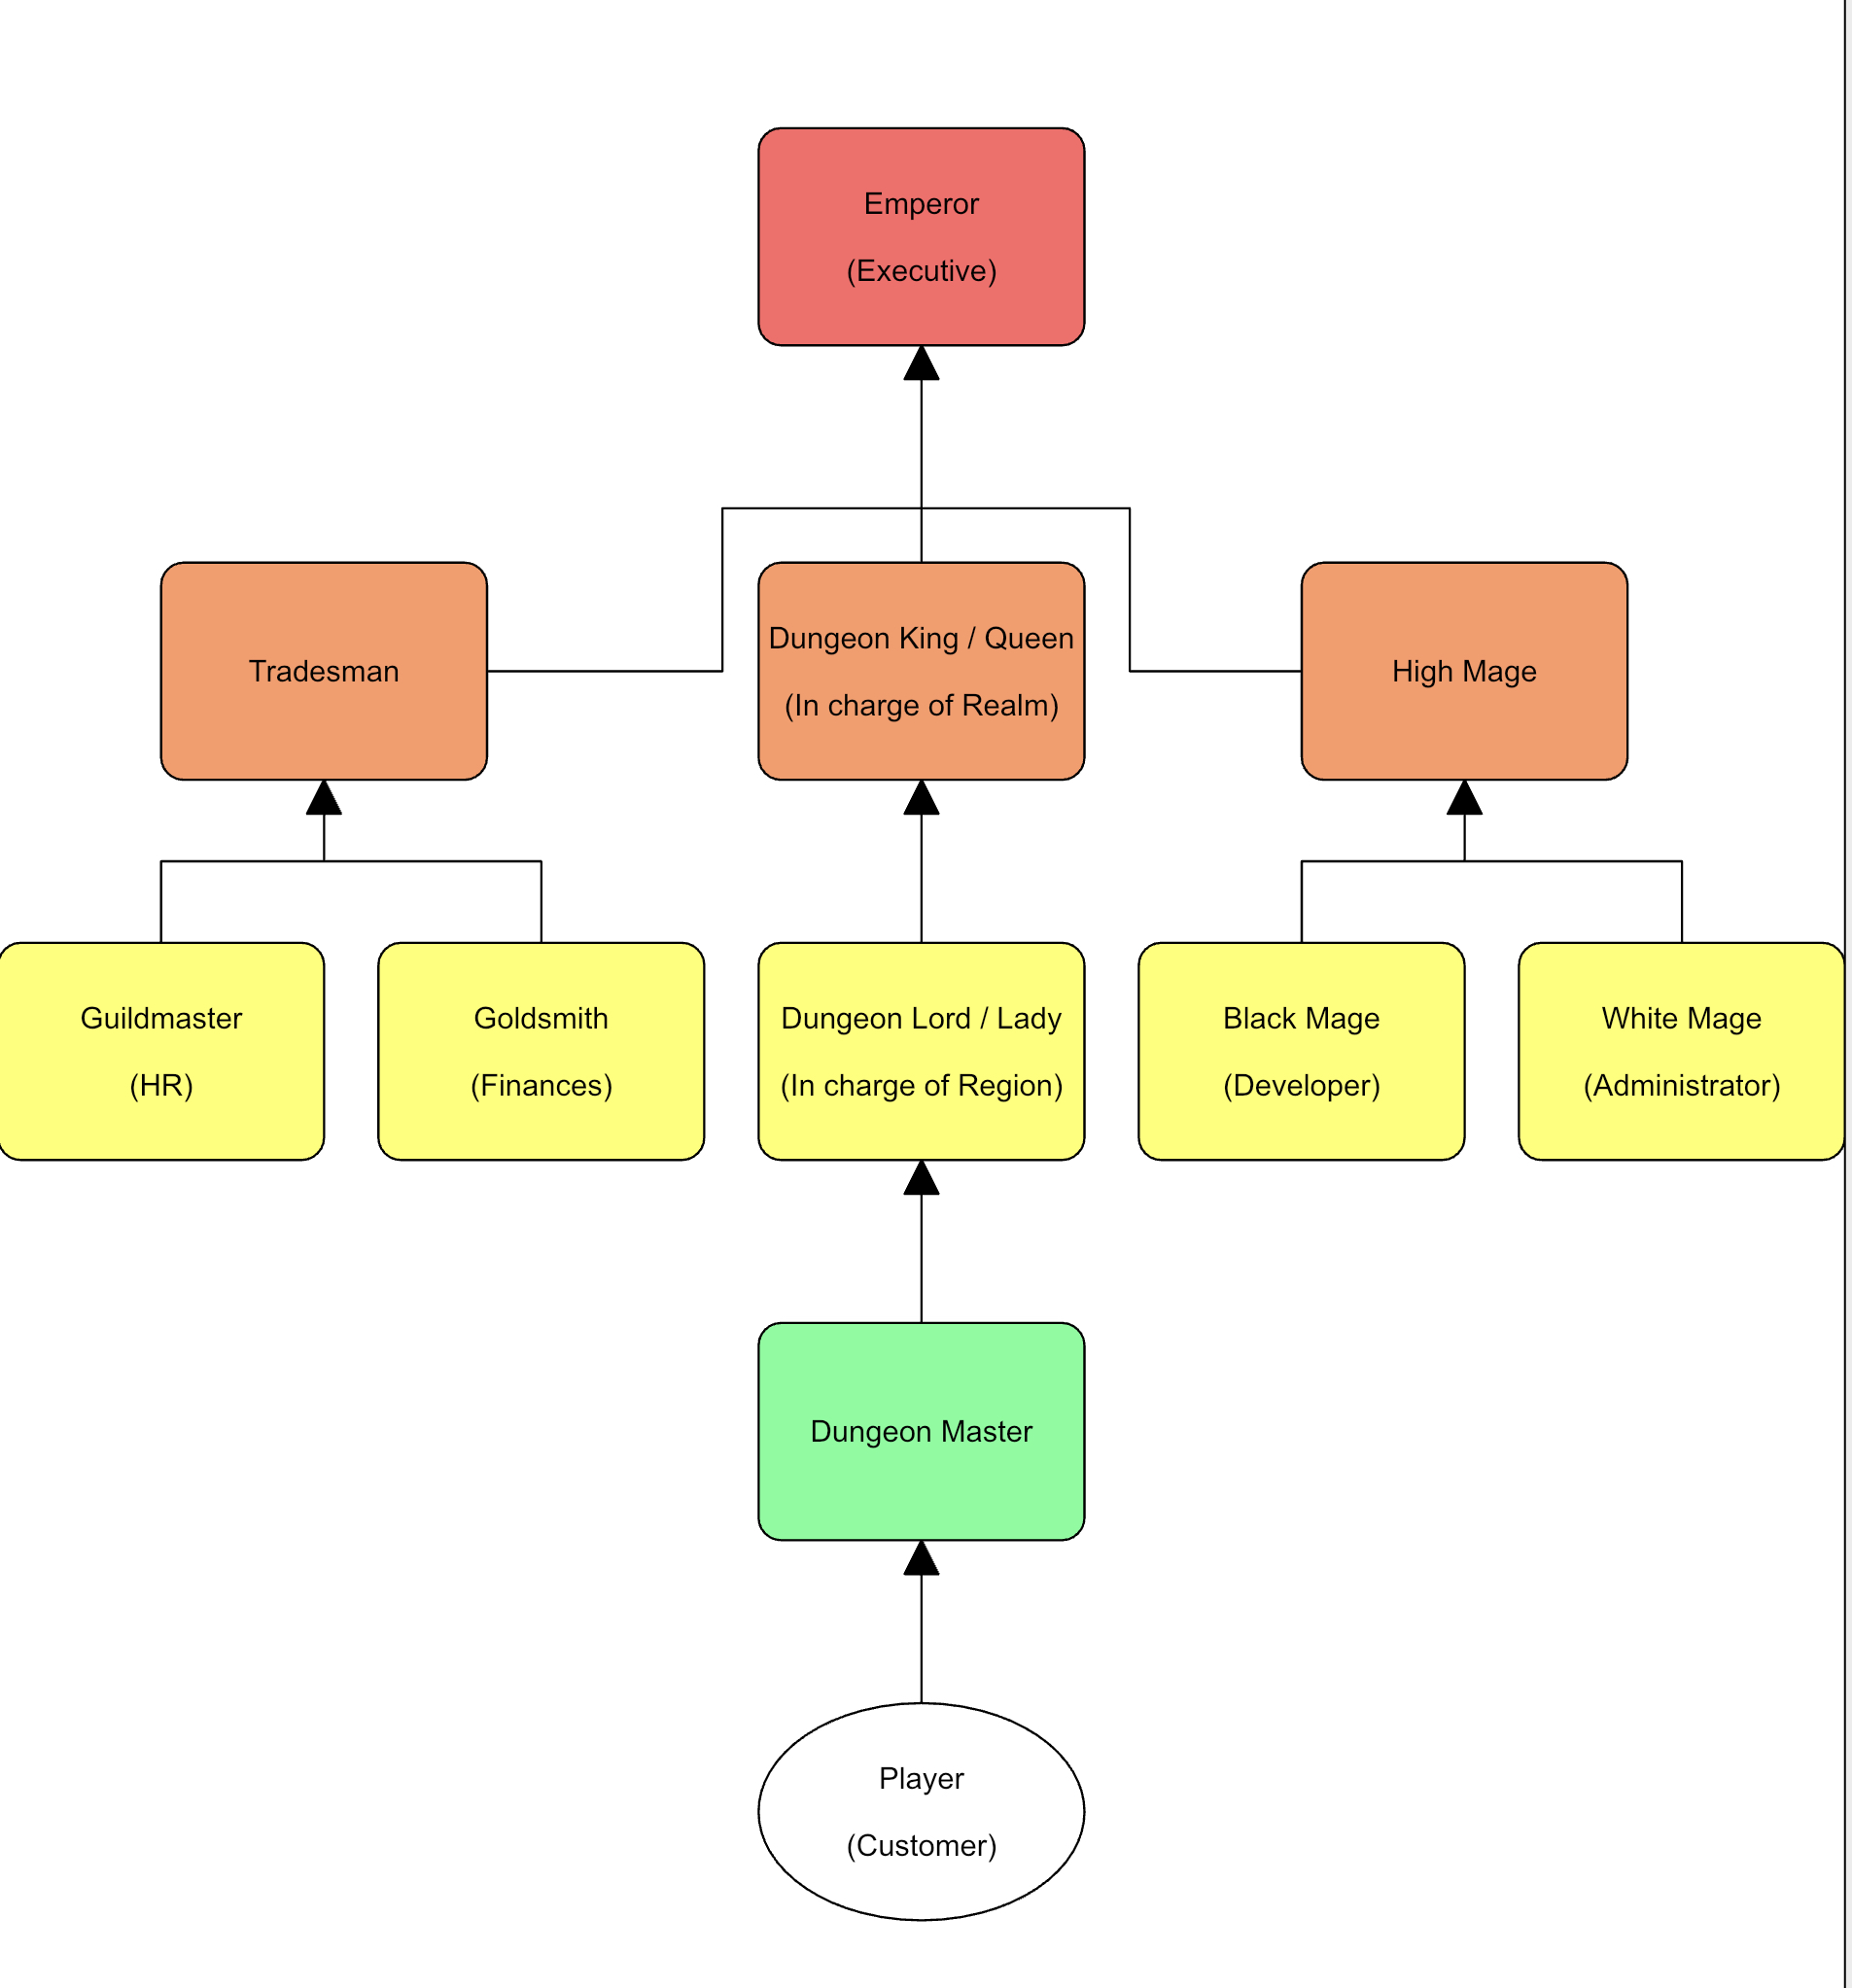 Emperor
(Executive)
Tradesman
Dungeon King / Queen
(In charge of Realm)
High Mage
Guildmaster
(HR)
Goldsmith
(Finances)
Dungeon Lord / Lady
(In charge of Region)
Black Mage
(Developer)
White Mage
(Administrator)
Dungeon Master
Player
(Customer)